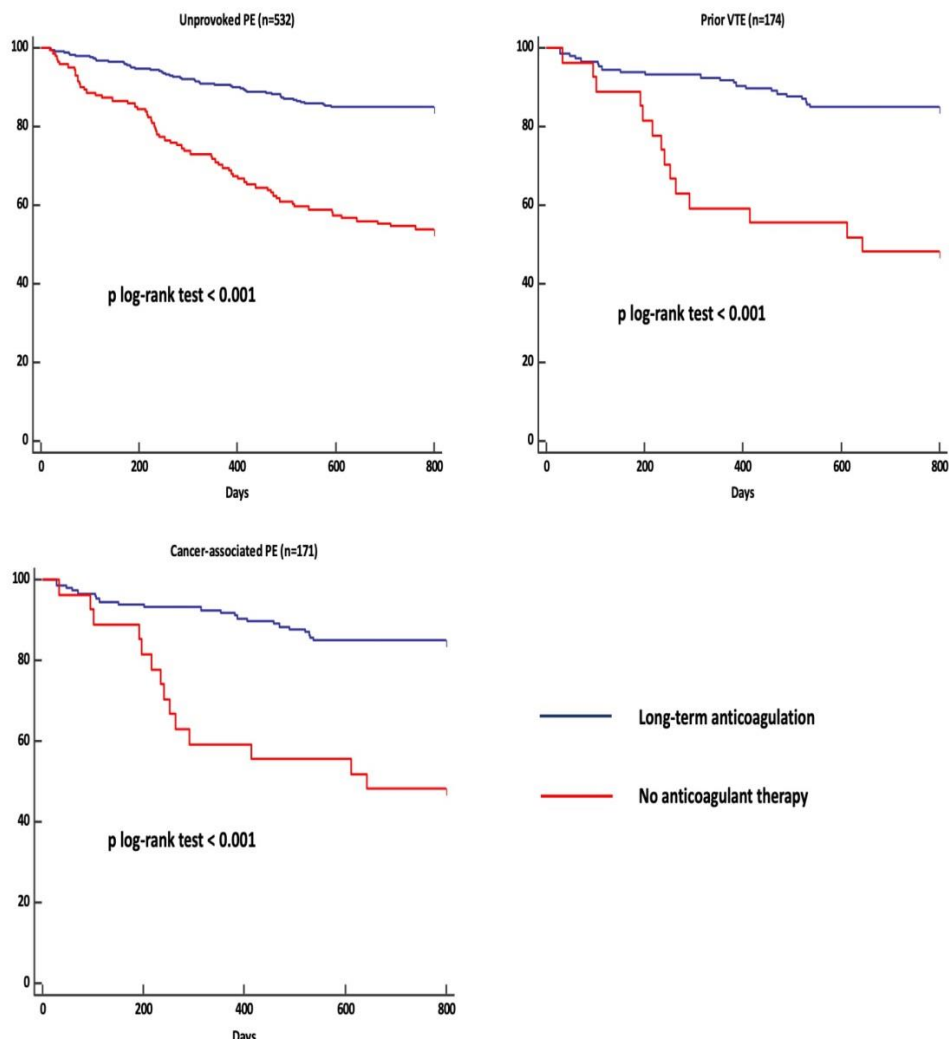 Unprovoked PE (n=532)
100
80
60
40
20
0
p log-rank test < 0.001
0 200 400 600 800
Days
Prior VTE (n=174)
100
80
60
40
20
0
p log-rank test < 0.001
0 200 400 600 800
Days
Cancer-associated PE (n=171)
100
80
60
40
20
0
p log-rank test < 0.001
0 200 400 600 800
Days
Long-term anticoagulation
No anticoagulant therapy